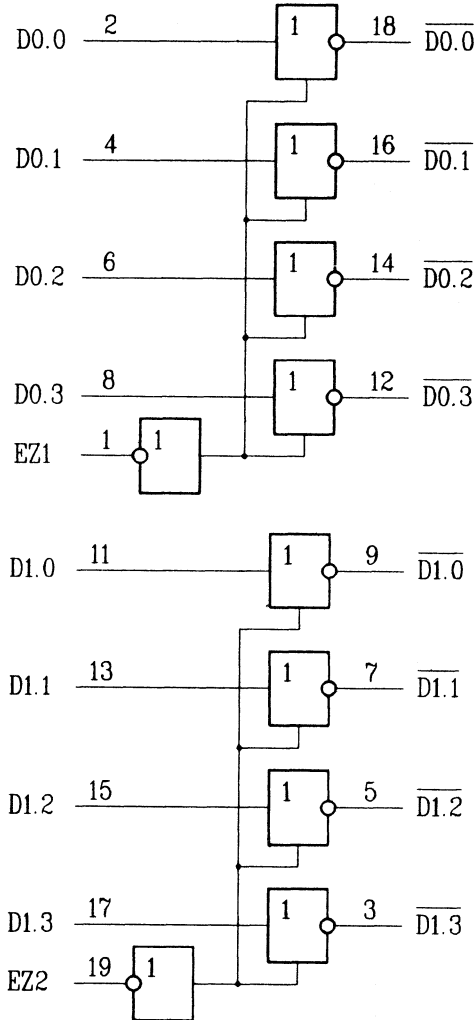 D0.0 2 1 18 D0.0
D0.1 4 1 16 D0.1
D0.2 6 1 14 D0.2
D0.3 8 1 12 D0.3
EZ1 1 1
D1.0 11 1 9 D1.0
D1.1 13 1 7 D1.1
D1.2 15 1 5 D1.2
D1.3 17 1 3 D1.3
EZ2 19 1